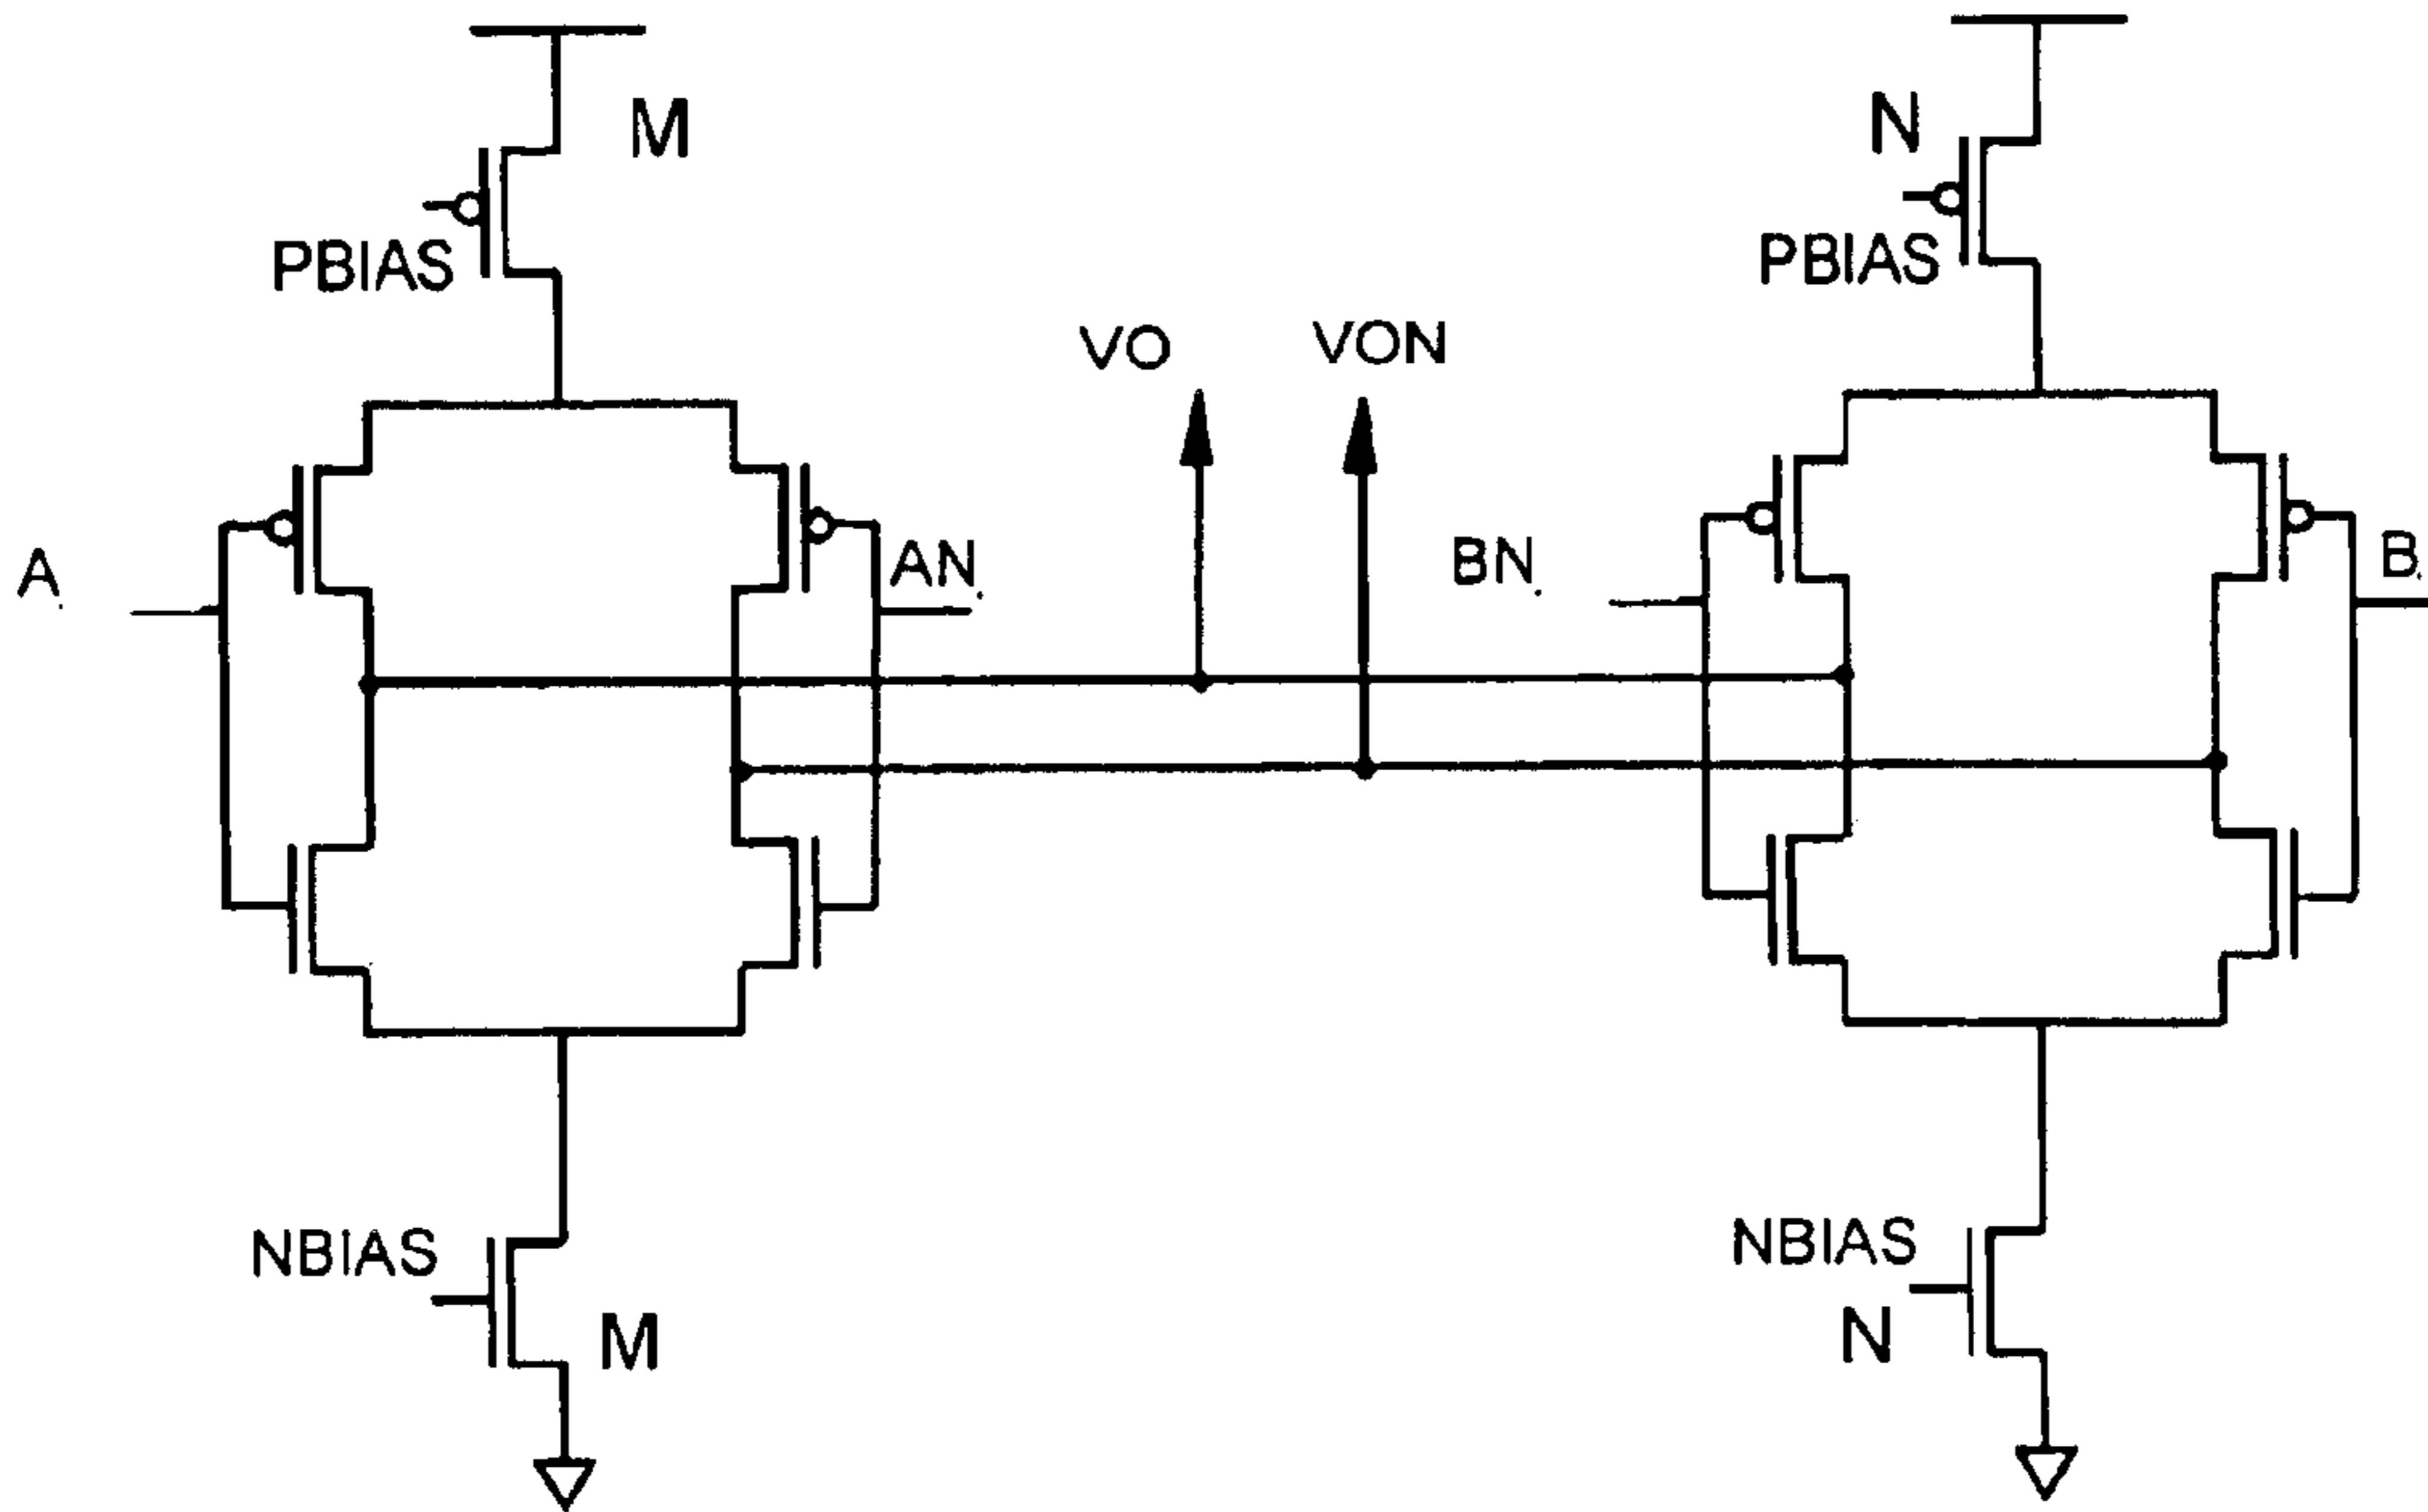 M
N
PBIAS
PBIAS
VO
VON
A.
AN.
BN.
B.
NBIAS
NBIAS
M
N